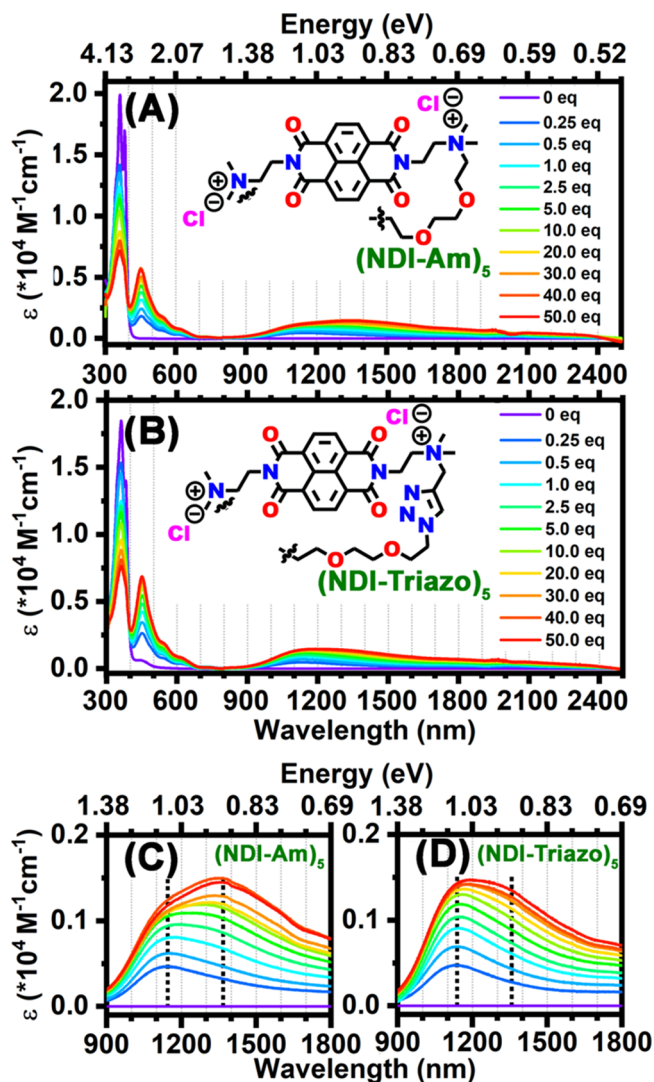 Energy (eV)
4.13 2.07 1.38 1.03 0.83 0.69 0.59 0.52
(A)
ε (*10⁴ M⁻¹cm⁻¹)
2.0
1.5
1.0
0.5
0.0
Cl ⊖
⊕
O O
N N N
O O
⊕ N
Cl ⊖
O
O
(NDI-Am)₅
0 eq
0.25 eq
0.5 eq
1.0 eq
2.5 eq
5.0 eq
10.0 eq
20.0 eq
30.0 eq
40.0 eq
50.0 eq
300 600 900 1200 1500 1800 2100 2400
(B)
ε (*10⁴ M⁻¹cm⁻¹)
2.0
1.5
1.0
0.5
0.0
Cl ⊖
⊕
O O
N N N
O O
⊕ N
Cl ⊖
N N
N
O O
(NDI-Triazo)₅
0 eq
0.25 eq
0.5 eq
1.0 eq
2.5 eq
5.0 eq
10.0 eq
20.0 eq
30.0 eq
40.0 eq
50.0 eq
300 600 900 1200 1500 1800 2100 2400
Wavelength (nm)
Energy (eV)
1.38 1.03 0.83 0.69 1.38 1.03 0.83 0.69
(C) (NDI-Am)₅
(D) (NDI-Triazo)₅
ε (*10⁴ M⁻¹cm⁻¹)
0.2
0.1
0.0
0.2
0.1
0.0
900 1200 1500 1800 900 1200 1500 1800
Wavelength (nm)